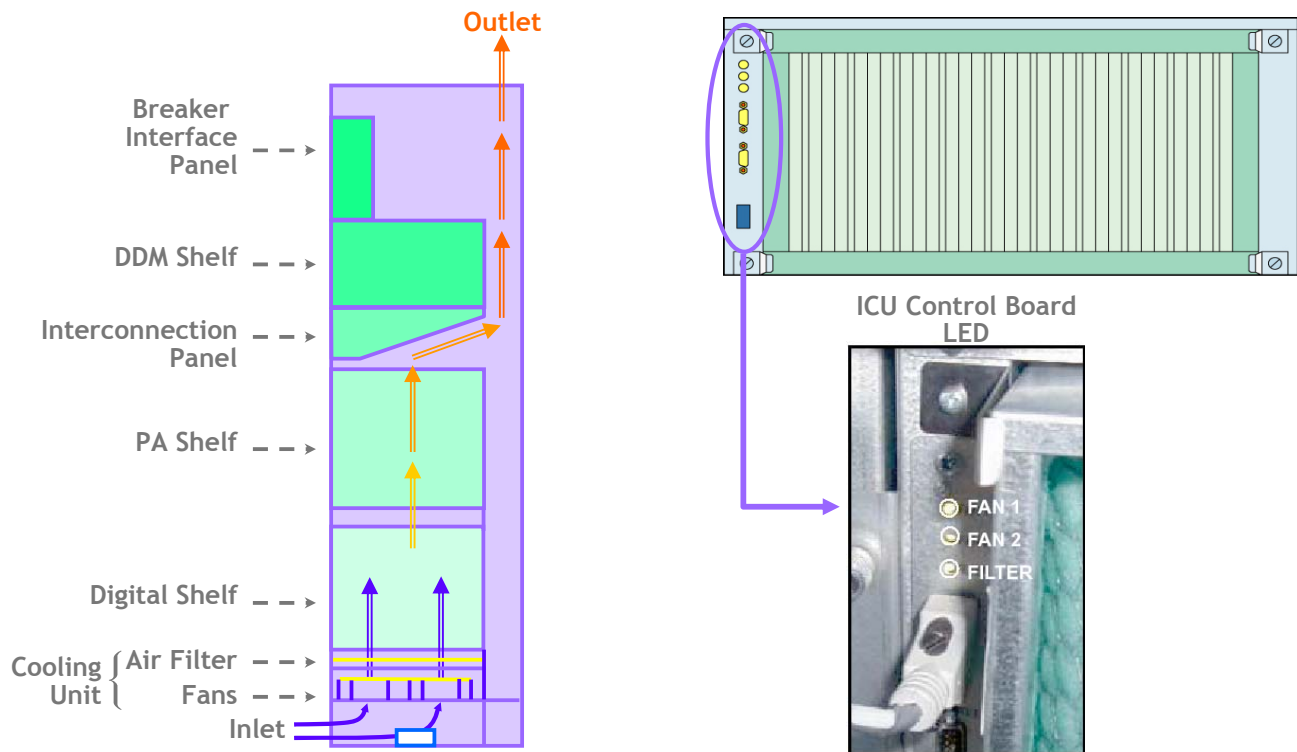 Outlet
Breaker
Interface
Panel
DDM Shelf
Interconnection
Panel
PA Shelf
Digital Shelf
Cooling
Unit
Air Filter
Fans
Inlet
ICU Control Board
LED
FAN 1
FAN 2
FILTER